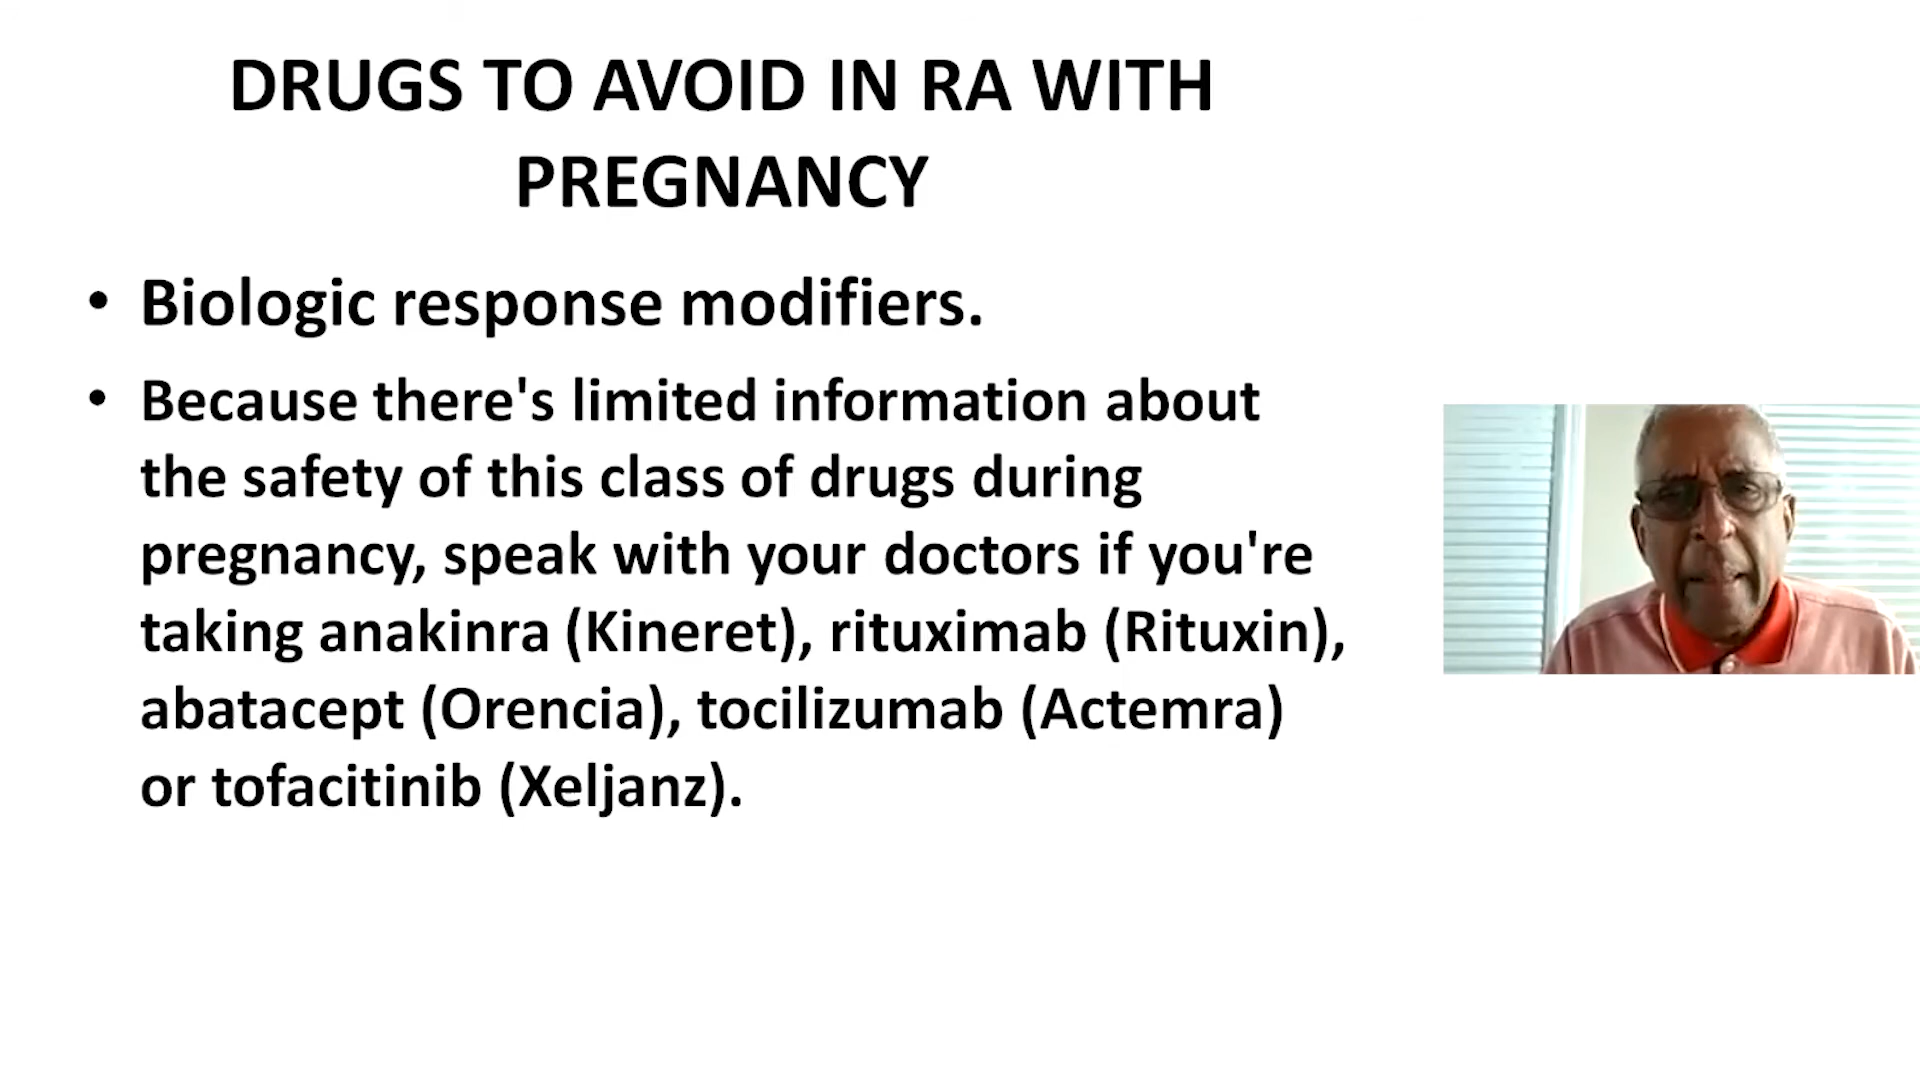 DRUGS TO AVOID IN RA WITH
PREGNANCY
• Biologic response modifiers.
• Because there's limited information about
the safety of this class of drugs during
pregnancy, speak with your doctors if you're
taking anakinra (Kineret), rituximab (Rituxin),
abatacept (Orencia), tocilizumab (Actemra)
or tofacitinib (Xeljanz).